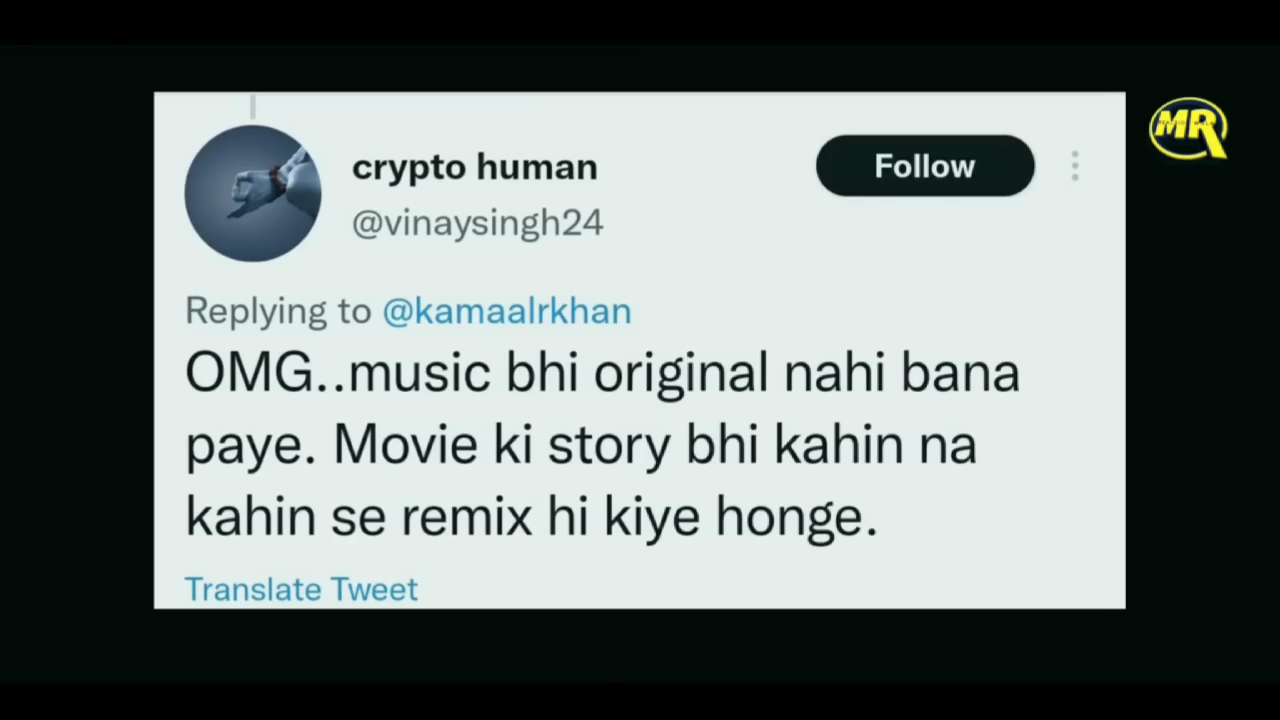 crypto human
Follow
@vinaysingh24
Replying to @kamaalrkhan
OMG..music bhi original nahi bana
paye. Movie ki story bhi kahin na
kahin se remix hi kiye honge.
Translate Tweet
MR